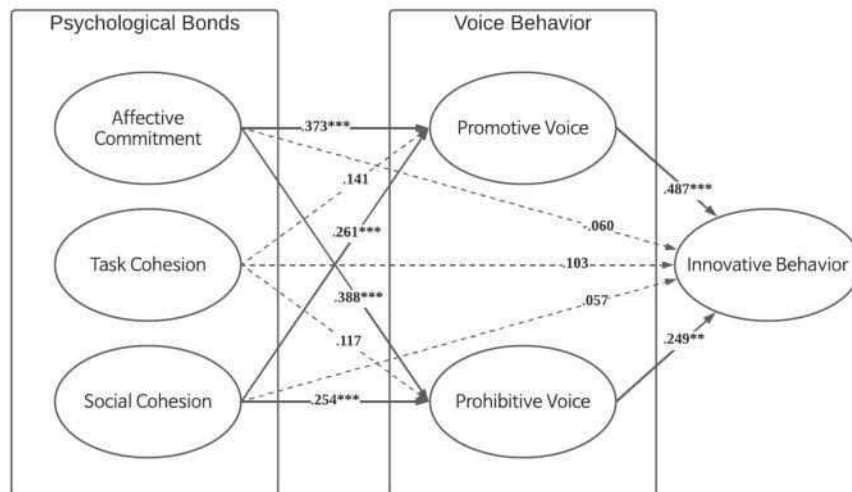 Psychological Bonds
Voice Behavior
Affective
Commitment
.373***
Promotive Voice
.141
.487***
.060
.261***
Task Cohesion
.103
Innovative Behavior
.388***
.057
.117
.249**
Social Cohesion
.254***
Prohibitive Voice